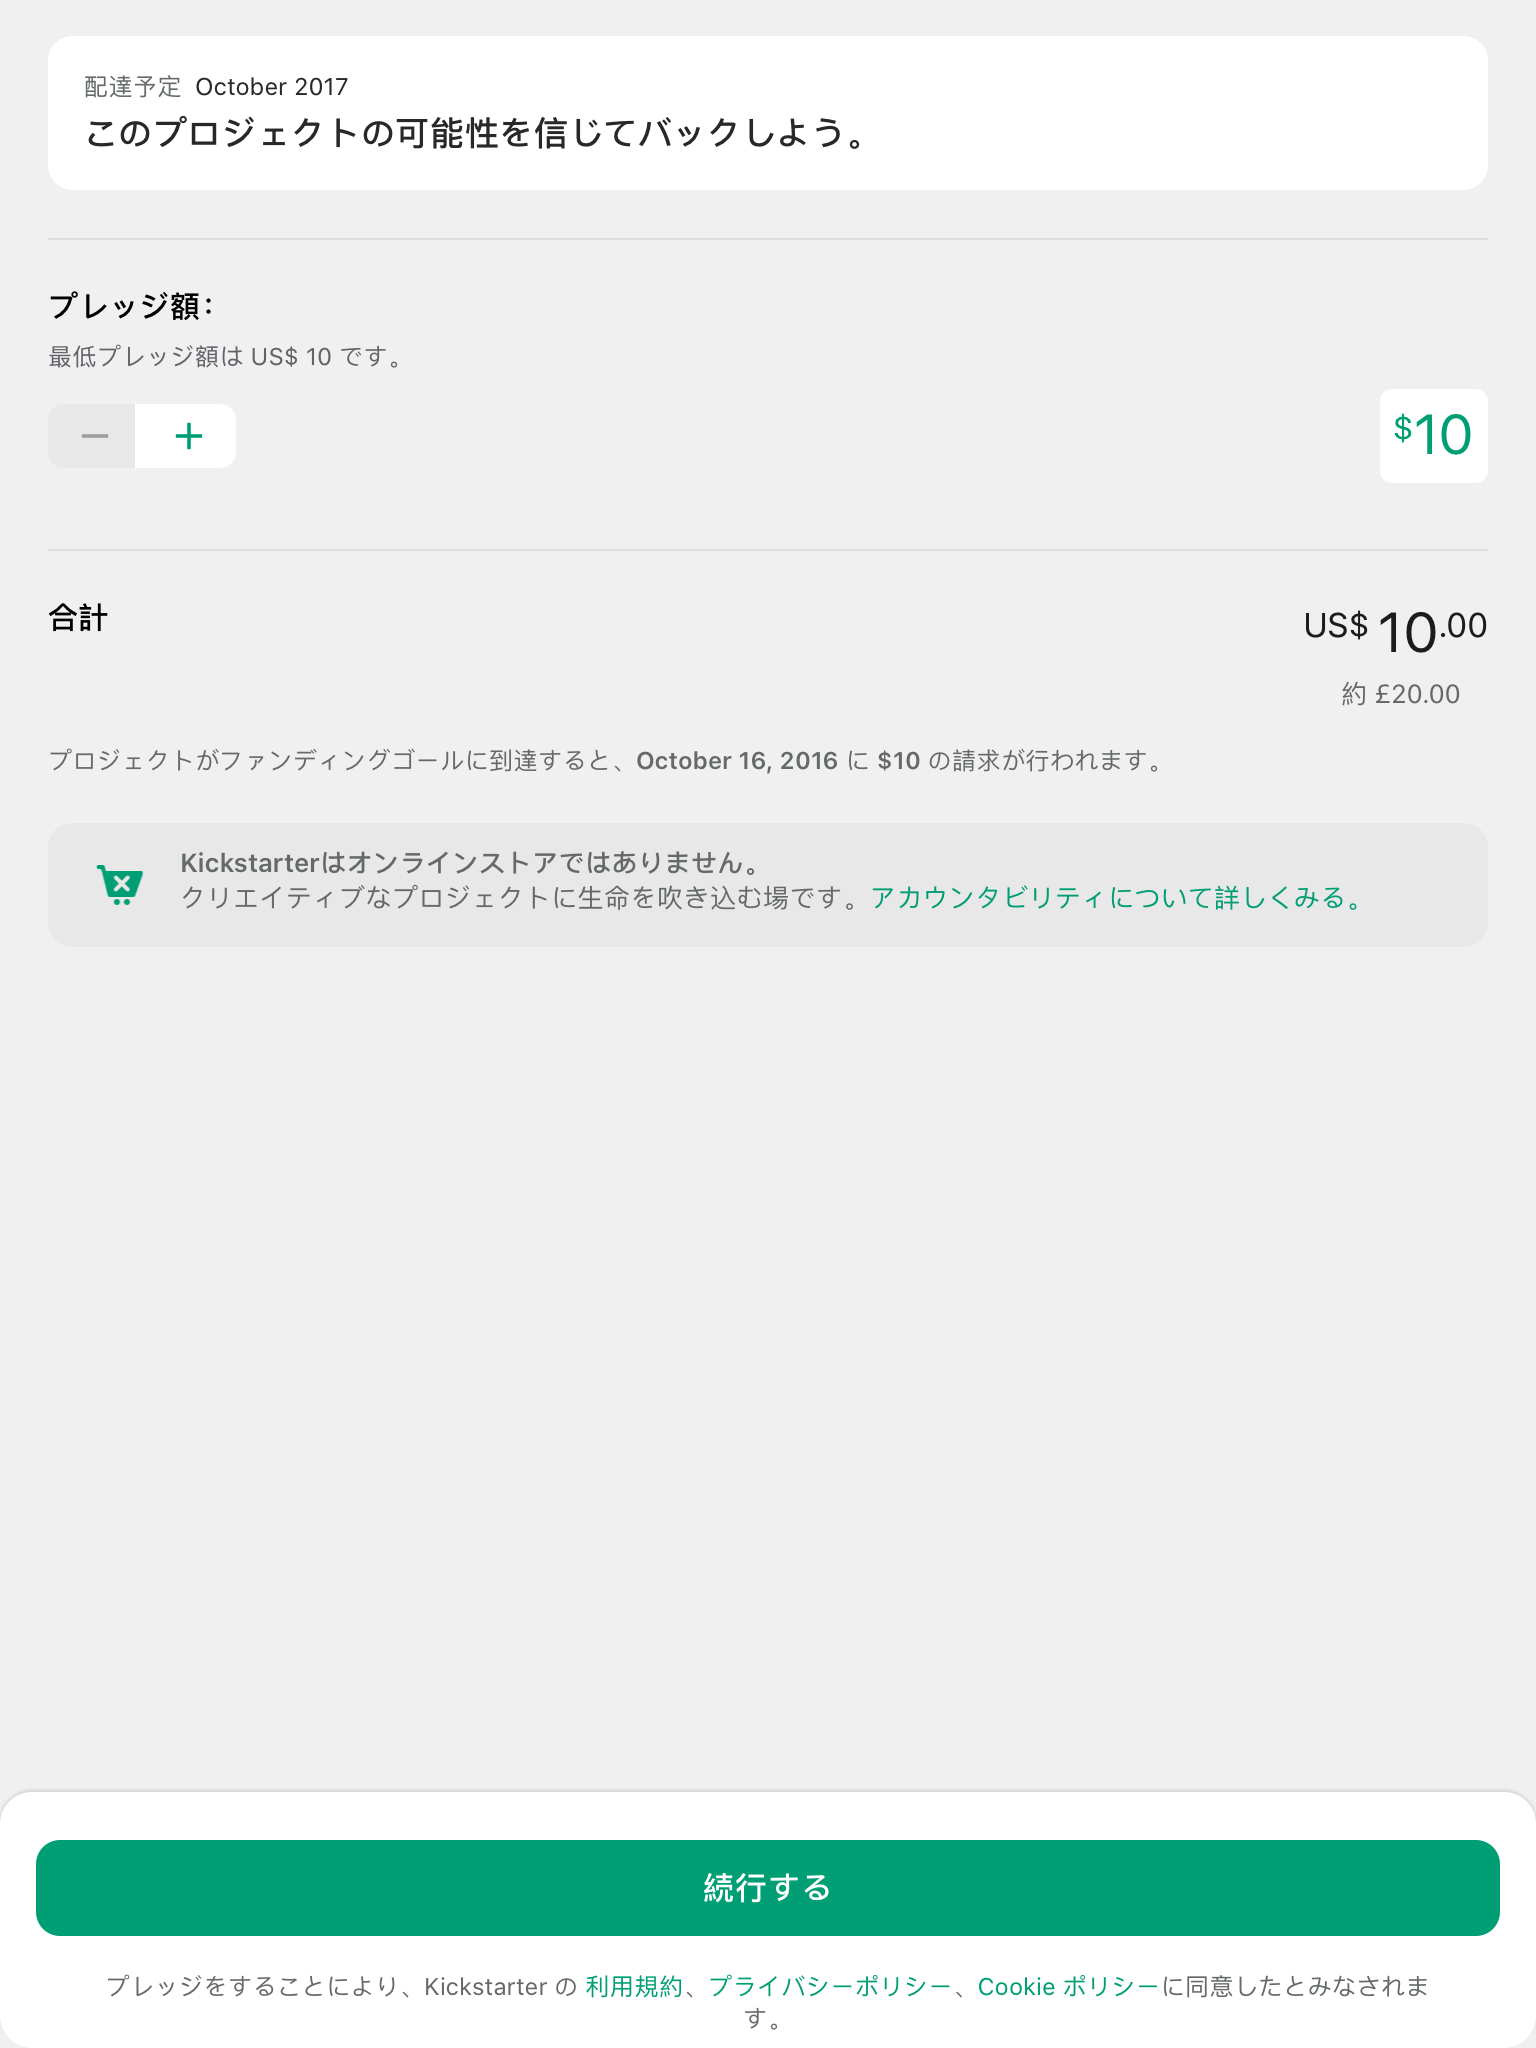 配達予定 October 2017
このプロジェクトの可能性を信じてバックしよう。
プレッジ額：
最低プレッジ額は US$ 10 です。
$10
合計
US$ 10.00
約 £20.00
プロジェクトがファンディングゴールに到達すると、October 16, 2016 に $10 の請求が行われます。
Kickstarterはオンラインストアではありません。
クリエイティブなプロジェクトに生命を吹き込む場です。アカウンタビリティについて詳しくみる。
続行する
プレッジをすることにより、Kickstarter の 利用規約、プライバシーポリシー、Cookie ポリシーに同意したとみなされま
す。